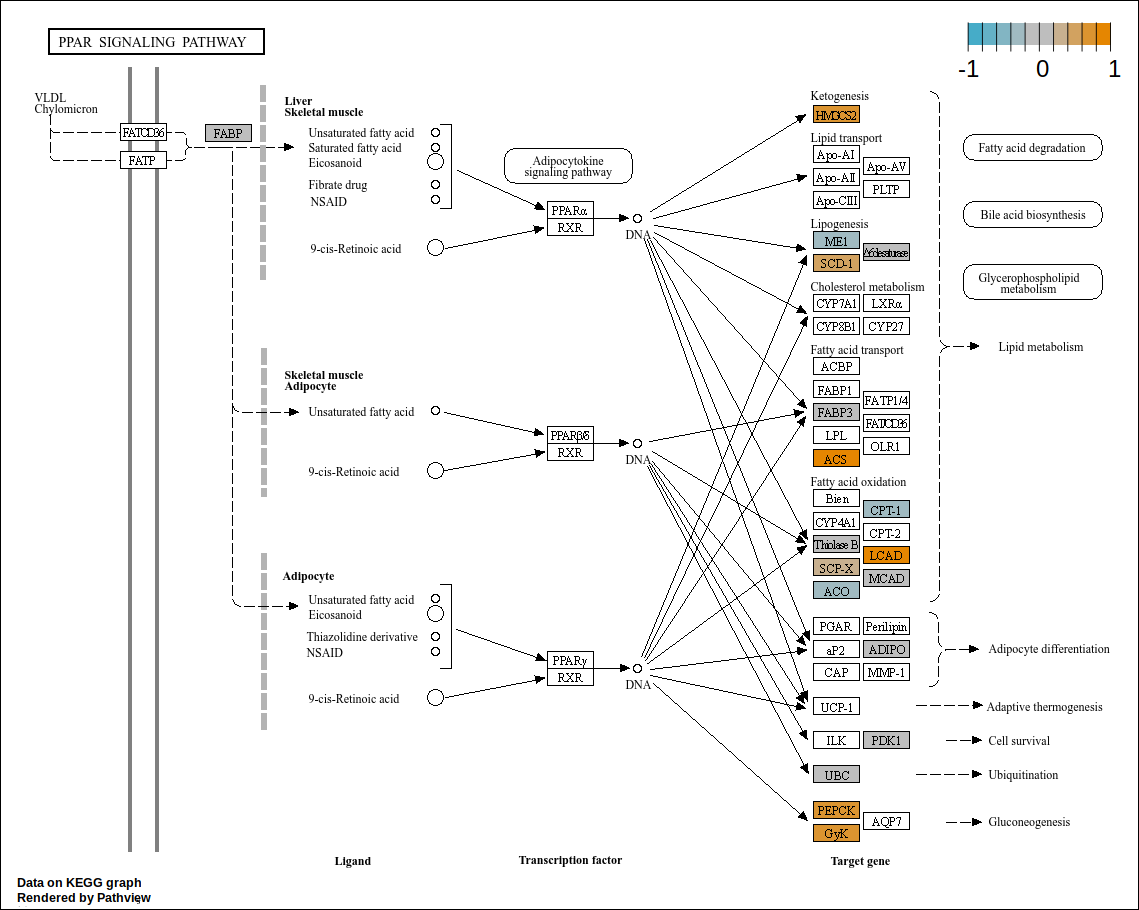 PPAR SIGNALING PATHWAY
-1 0 1
VLDL
Chylomicron
FATCD36
FATP
FABP
Liver
Skeletal muscle
Unsaturated fatty acid
Saturated fatty acid
Eicosanoid
Fibrate drug
NSAID
9-cis-Retinoic acid
Adipocytokine
signaling pathway
PPARα
RXR
DNA
Skeletal muscle
Adipocyte
Unsaturated fatty acid
9-cis-Retinoic acid
PPARβ/δ
RXR
DNA
Adipocyte
Unsaturated fatty acid
Eicosanoid
Thiazolidine derivative
NSAID
9-cis-Retinoic acid
PPARγ
RXR
DNA
Ketogenesis
HMGCS2
Lipid transport
Apo-AI
Apo-AV
Apo-AII
PLTP
Apo-CIII
Lipogenesis
ME1
SCD-1
Cholesterol metabolism
CYP7A1 LXRα
CYP8B1 CYP27
Fatty acid transport
ACBP
FABP1
FATP1/4
FABP3
FAT/CD36
LPL
OLR1
ACS
Fatty acid oxidation
Bien
CPT-1
CYP4A1
CPT-2
Thiolase B
LCAD
SCP-X
MCAD
ACO
PGAR Perilipin
aP2 ADIPO
CAP MMP-1
UCP-1
ILK PDK1
UBC
PEPCK
AQP7
GyK
Fatty acid degradation
Bile acid biosynthesis
Glycerophospholipid
metabolism
Lipid metabolism
Adipocyte differentiation
Adaptive thermogenesis
Cell survival
Ubiquitination
Gluconeogenesis
Ligand
Transcription factor
Target gene
Data on KEGG graph
Rendered by Pathview